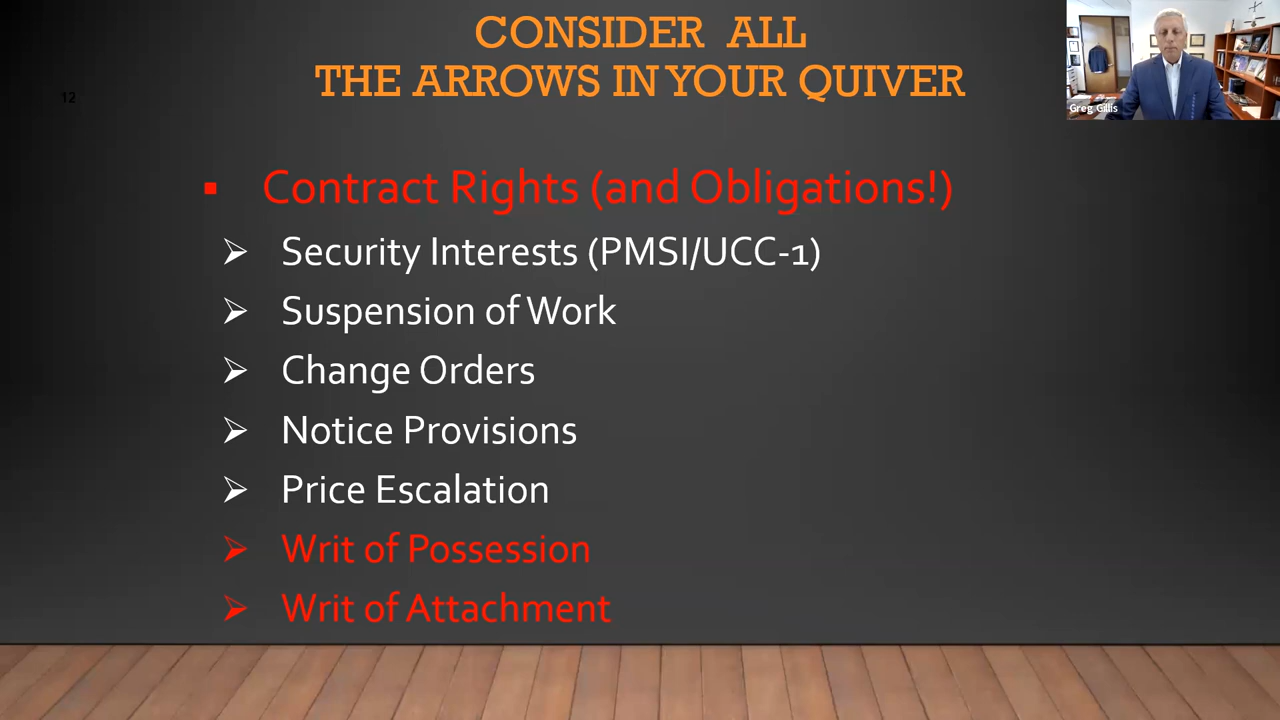 CONSIDER ALL
THE ARROWS IN YOUR QUIVER
12
Greg Gillis
▪ Contract Rights (and Obligations!)
➢ Security Interests (PMSI/UCC-1)
➢ Suspension of Work
➢ Change Orders
➢ Notice Provisions
➢ Price Escalation
➢ Writ of Possession
➢ Writ of Attachment